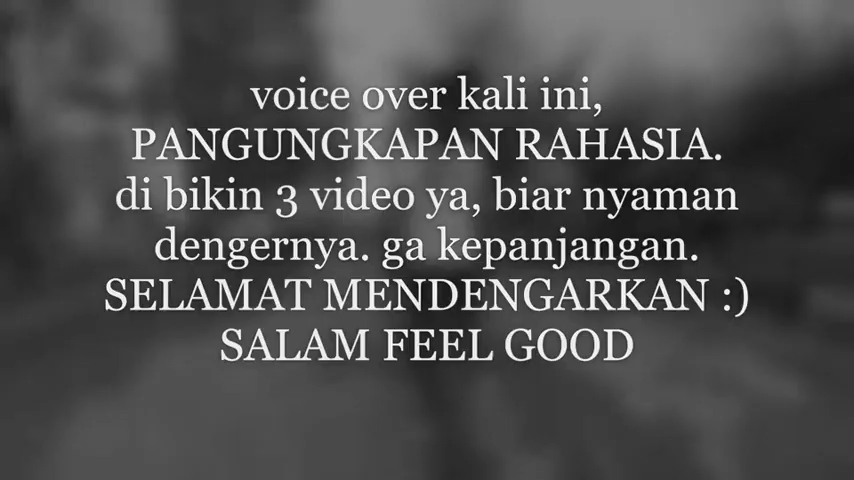 voice over kali ini,
PANGUNGKAPAN RAHASIA.
di bikin 3 video ya, biar nyaman
dengernya. ga kepanjangan.
SELAMAT MENDENGARKAN :)
SALAM FEEL GOOD